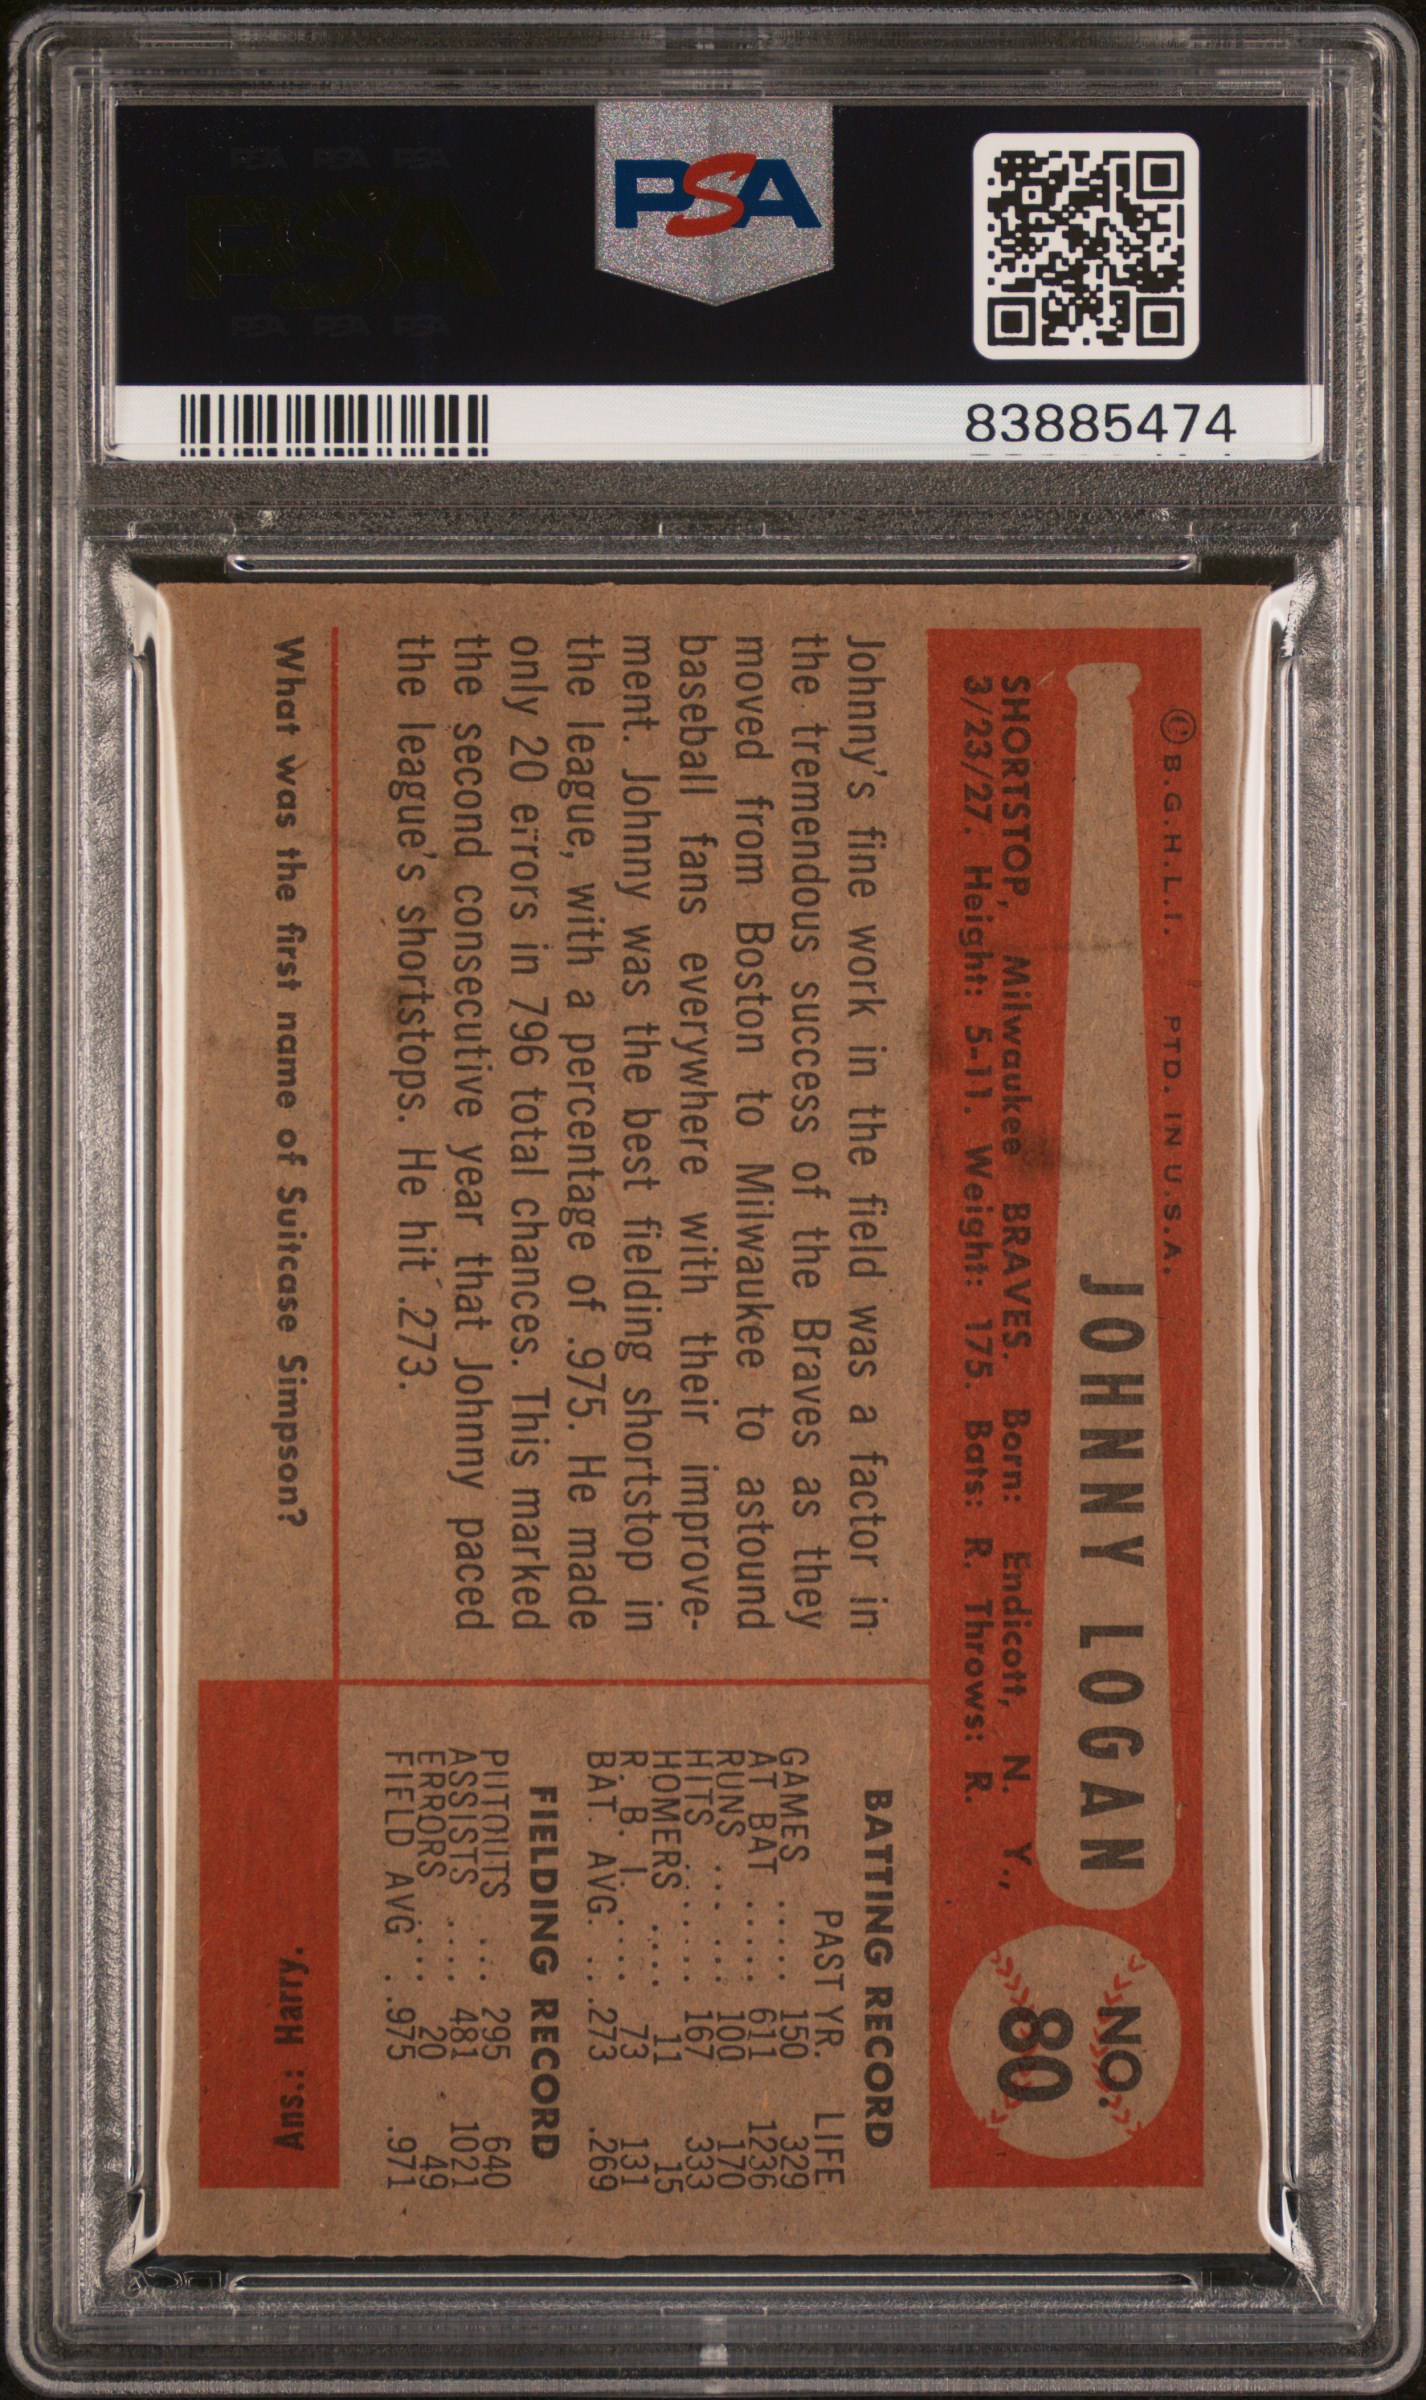 PSA
83885474
© B.G.H.L.I. PTD. IN U.S.A.
JOHNNY LOGAN
NO.
80
SHORTSTOP, Milwaukee BRAVES. Born: Endicott, N. Y.,
3/23/27. Height: 5-11. Weight: 175. Bats: R. Throws: R.
Johnny's fine work in the field was a factor in
the tremendous success of the Braves as they
moved from Boston to Milwaukee to astound
baseball fans everywhere with their improve-
ment. Johnny was the best fielding shortstop in
the league, with a percentage of .975. He made
only 20 errors in 796 total chances. This marked
the second consecutive year that Johnny paced
the league's shortstops. He hit .273.
BATTING RECORD
PAST YR. LIFE
GAMES ..... 150 329
AT BAT ..... 611 1236
RUNS ... ... 100 170
HITS ...... 167 333
HOMERS .... 11 15
R. B. I. .... 73 131
BAT. AVG. .. .273 .269
FIELDING RECORD
PUTOUTS ... 295 640
ASSISTS .... 481 1021
ERRORS .... 20 49
FIELD AVG . .975 .971
What was the first name of Suitcase Simpson?
Ans.: Harry.